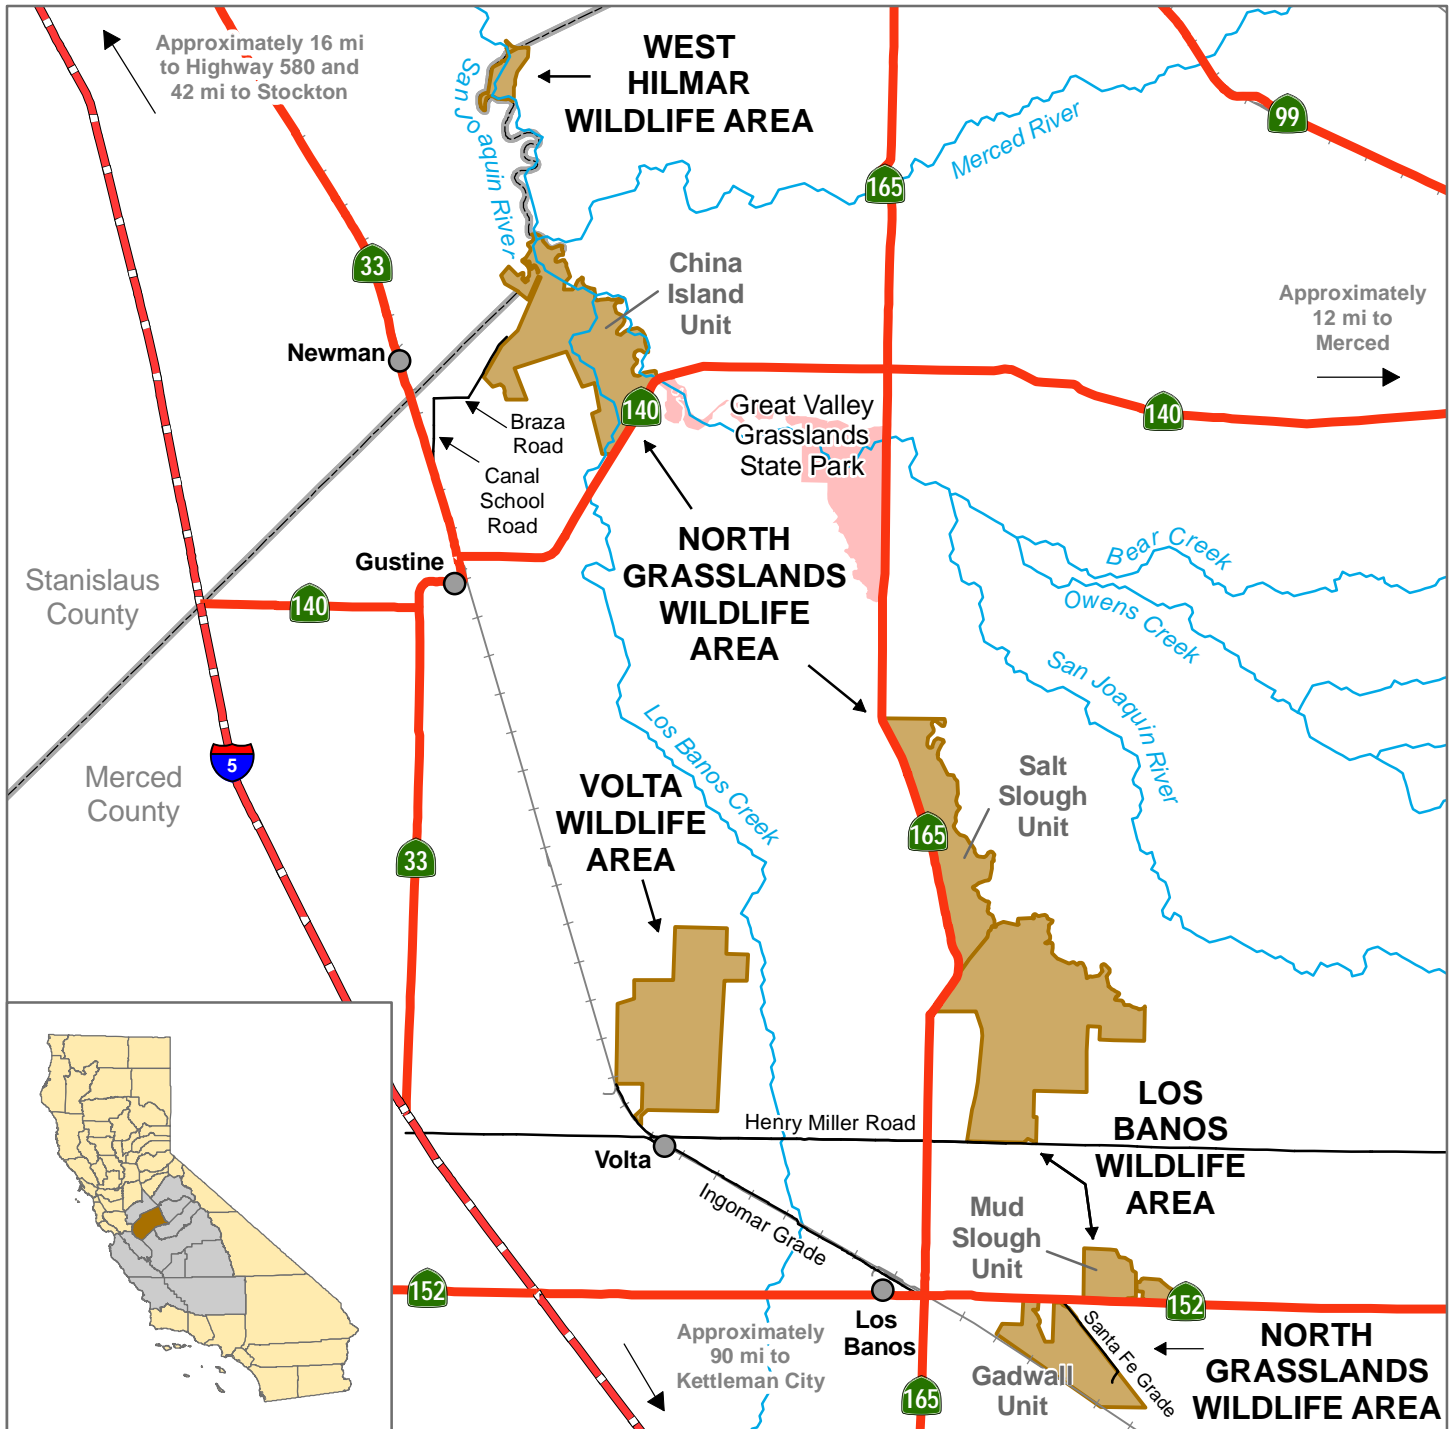 Approximately 16 mi
to Highway 580 and
42 mi to Stockton
WEST
HILMAR
WILDLIFE AREA
San Joaquin River
Merced River
99
165
33
China
Island
Unit
Approximately
12 mi to
Merced
Newman
140
140
Great Valley
Grasslands
State Park
Braza
Road
Canal
School
Road
NORTH
GRASSLANDS
WILDLIFE
AREA
Bear Creek
Owens Creek
San Joaquin River
Gustine
Stanislaus
County
140
Merced
County
5
Los Banos Creek
VOLTA
WILDLIFE
AREA
Salt
Slough
Unit
165
33
LOS
BANOS
WILDLIFE
AREA
Henry Miller Road
Volta
Ingomar Grade
Mud
Slough
Unit
152
152
Los
Banos
Approximately
90 mi to
Kettleman City
Santa Fe Grade
Gadwall
Unit
165
NORTH
GRASSLANDS
WILDLIFE AREA